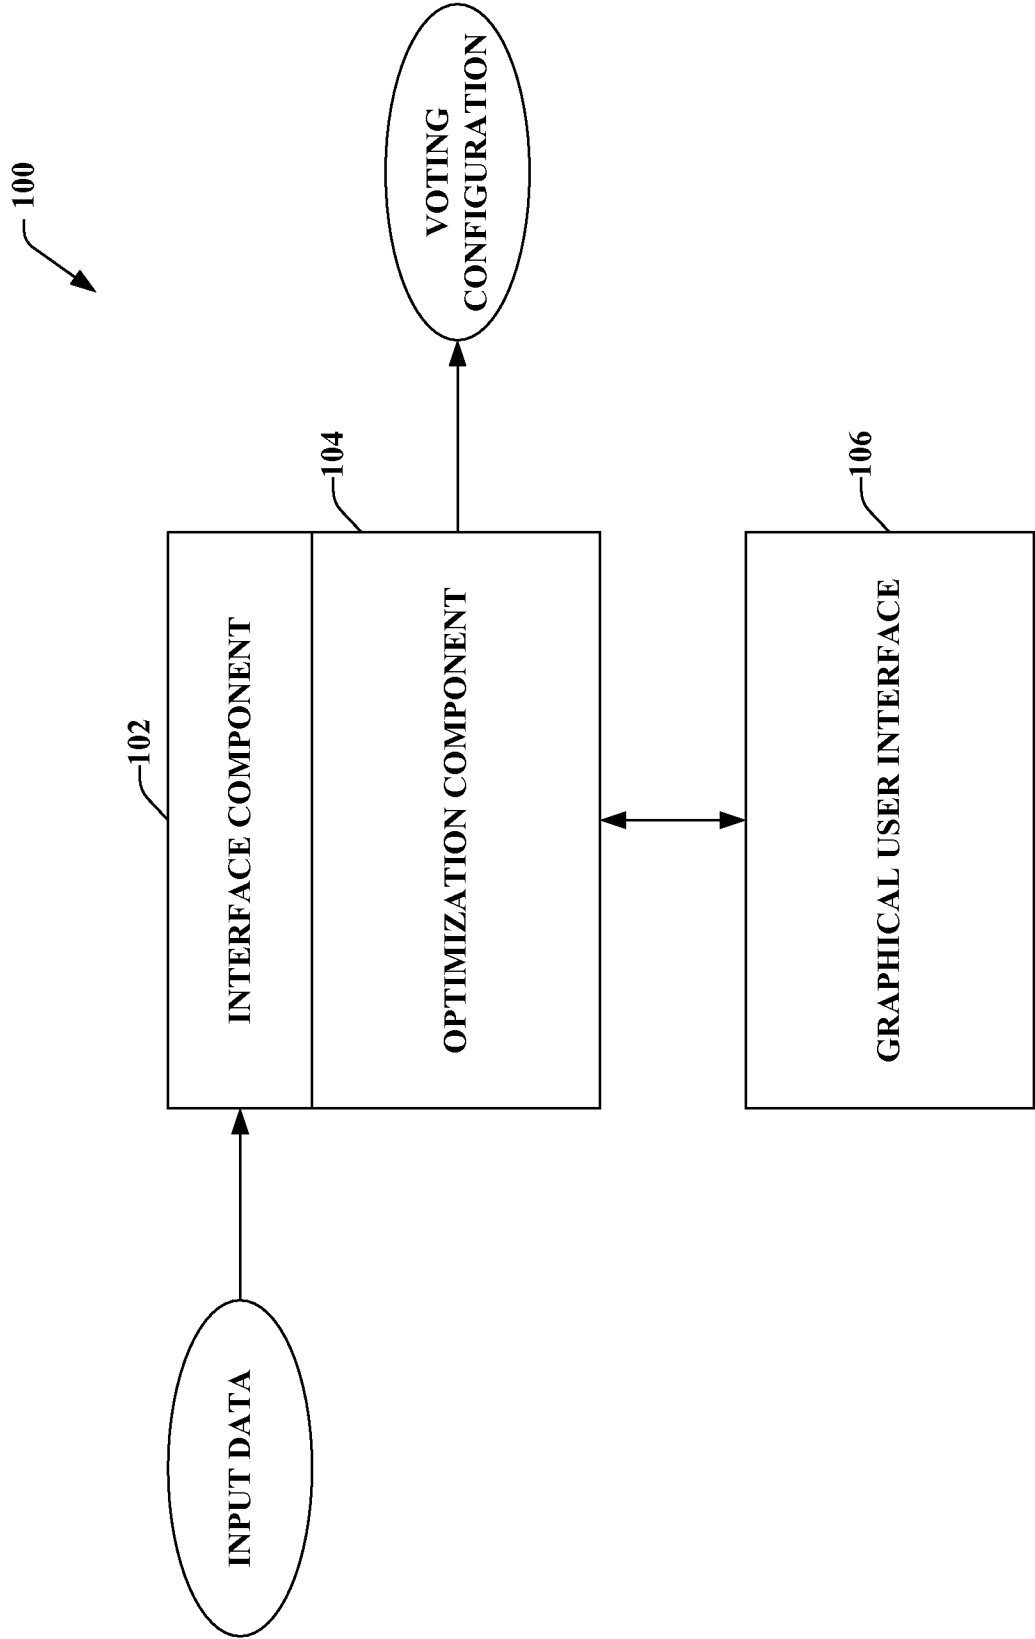 100
102
INTERFACE COMPONENT
104
INPUT DATA
OPTIMIZATION COMPONENT
VOTING
CONFIGURATION
106
GRAPHICAL USER INTERFACE